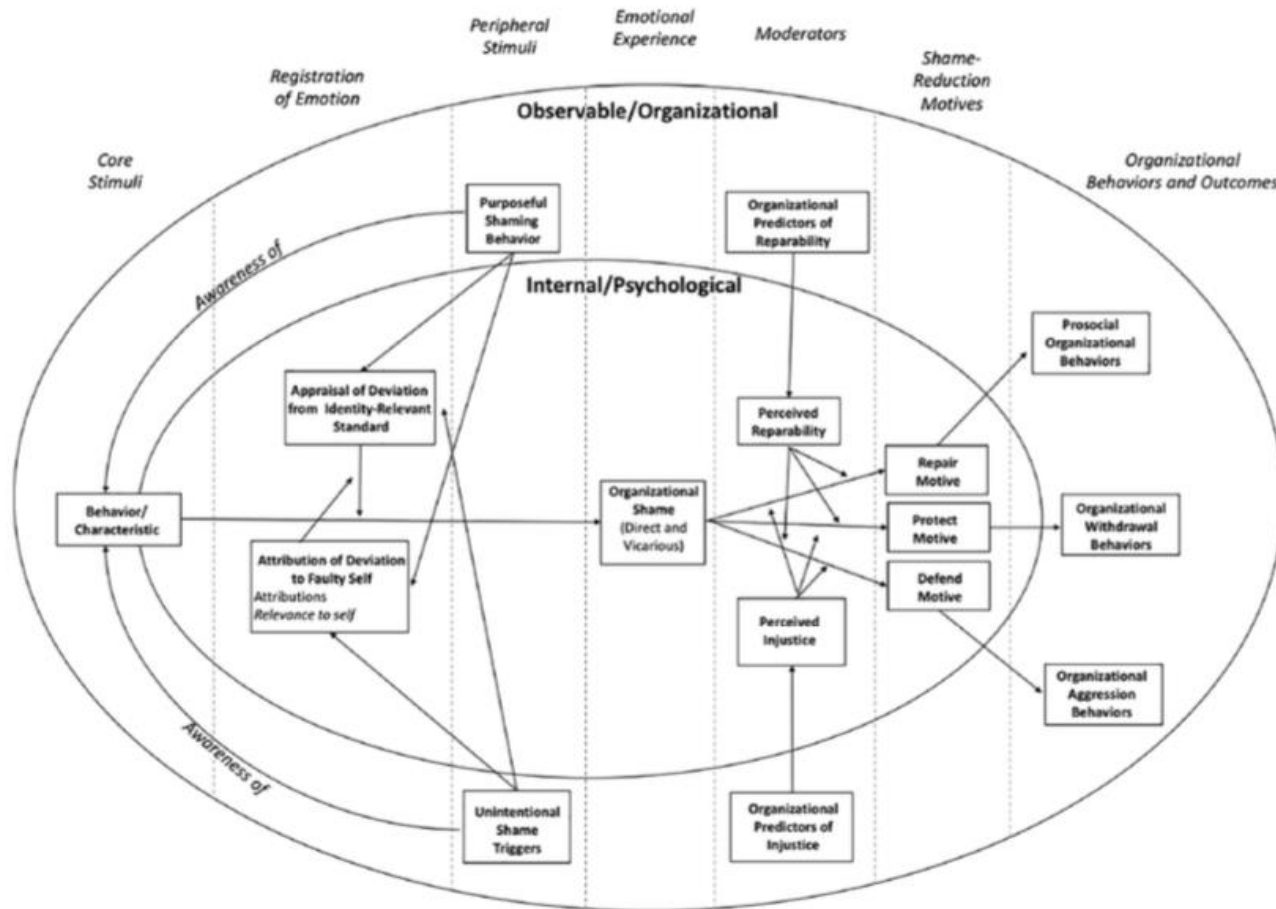 Core
Stimuli
Registration
of Emotion
Peripheral
Stimuli
Emotional
Experience
Moderators
Shame-
Reduction
Motives
Organizational
Behaviors and Outcomes
Observable/Organizational
Internal/Psychological
Awareness of
Awareness of
Purposeful
Shaming
Behavior
Organizational
Predictors of
Reparability
Appraisal of Deviation
from Identity-Relevant
Standard
Perceived
Reparability
Prosocial
Organizational
Behaviors
Behavior/
Characteristic
Organizational
Shame
(Direct and
Vicarious)
Repair
Motive
Protect
Motive
Defend
Motive
Organizational
Withdrawal
Behaviors
Attribution of Deviation
to Faulty Self
Attributions
Relevance to self
Perceived
Injustice
Organizational
Aggression
Behaviors
Unintentional
Shame
Triggers
Organizational
Predictors of
Injustice